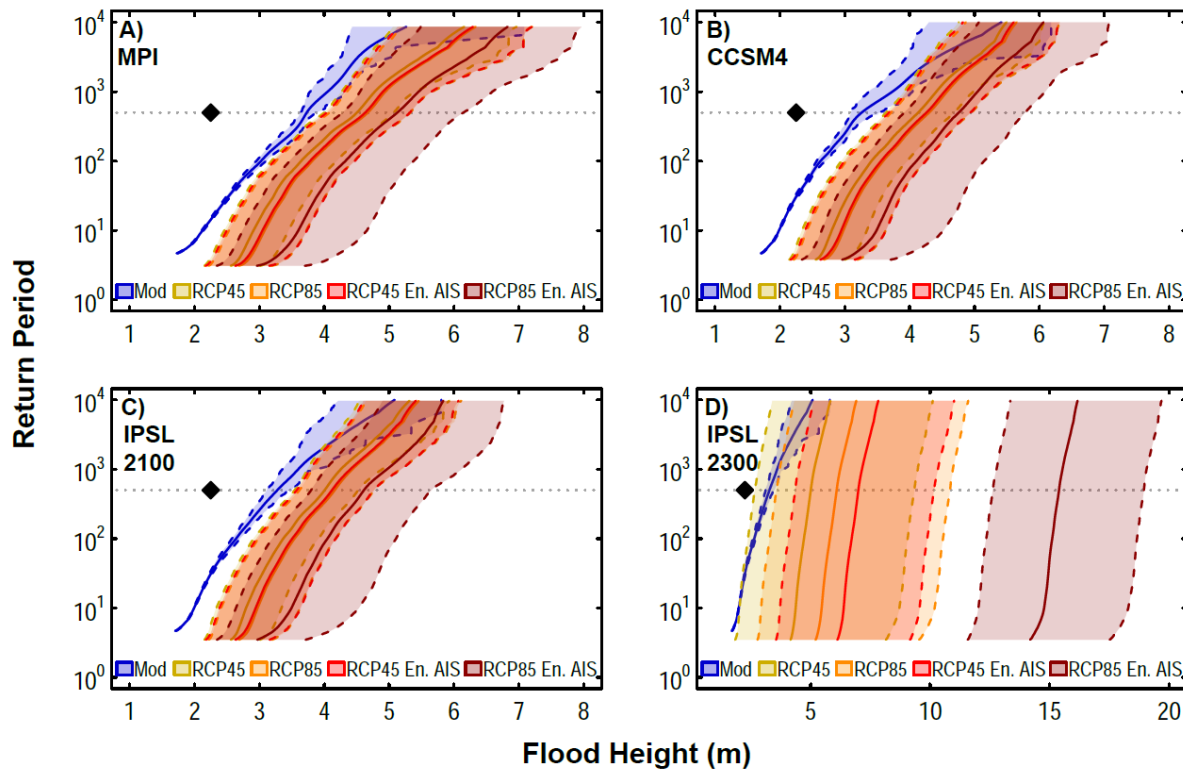 A)
MPI
10⁴
10³
10²
10¹
10⁰
Mod RCP45 RCP85 RCP45 En. AIS RCP85 En. AIS
1 2 3 4 5 6 7 8
B)
CCSM4
10⁴
10³
10²
10¹
10⁰
Mod RCP45 RCP85 RCP45 En. AIS RCP85 En. AIS
1 2 3 4 5 6 7 8
Return Period
C)
IPSL
2100
10⁴
10³
10²
10¹
10⁰
Mod RCP45 RCP85 RCP45 En. AIS RCP85 En. AIS
1 2 3 4 5 6 7 8
D)
IPSL
2300
10⁴
10³
10²
10¹
10⁰
Mod RCP45 RCP85 RCP45 En. AIS RCP85 En. AIS
5 10 15 20
Flood Height (m)